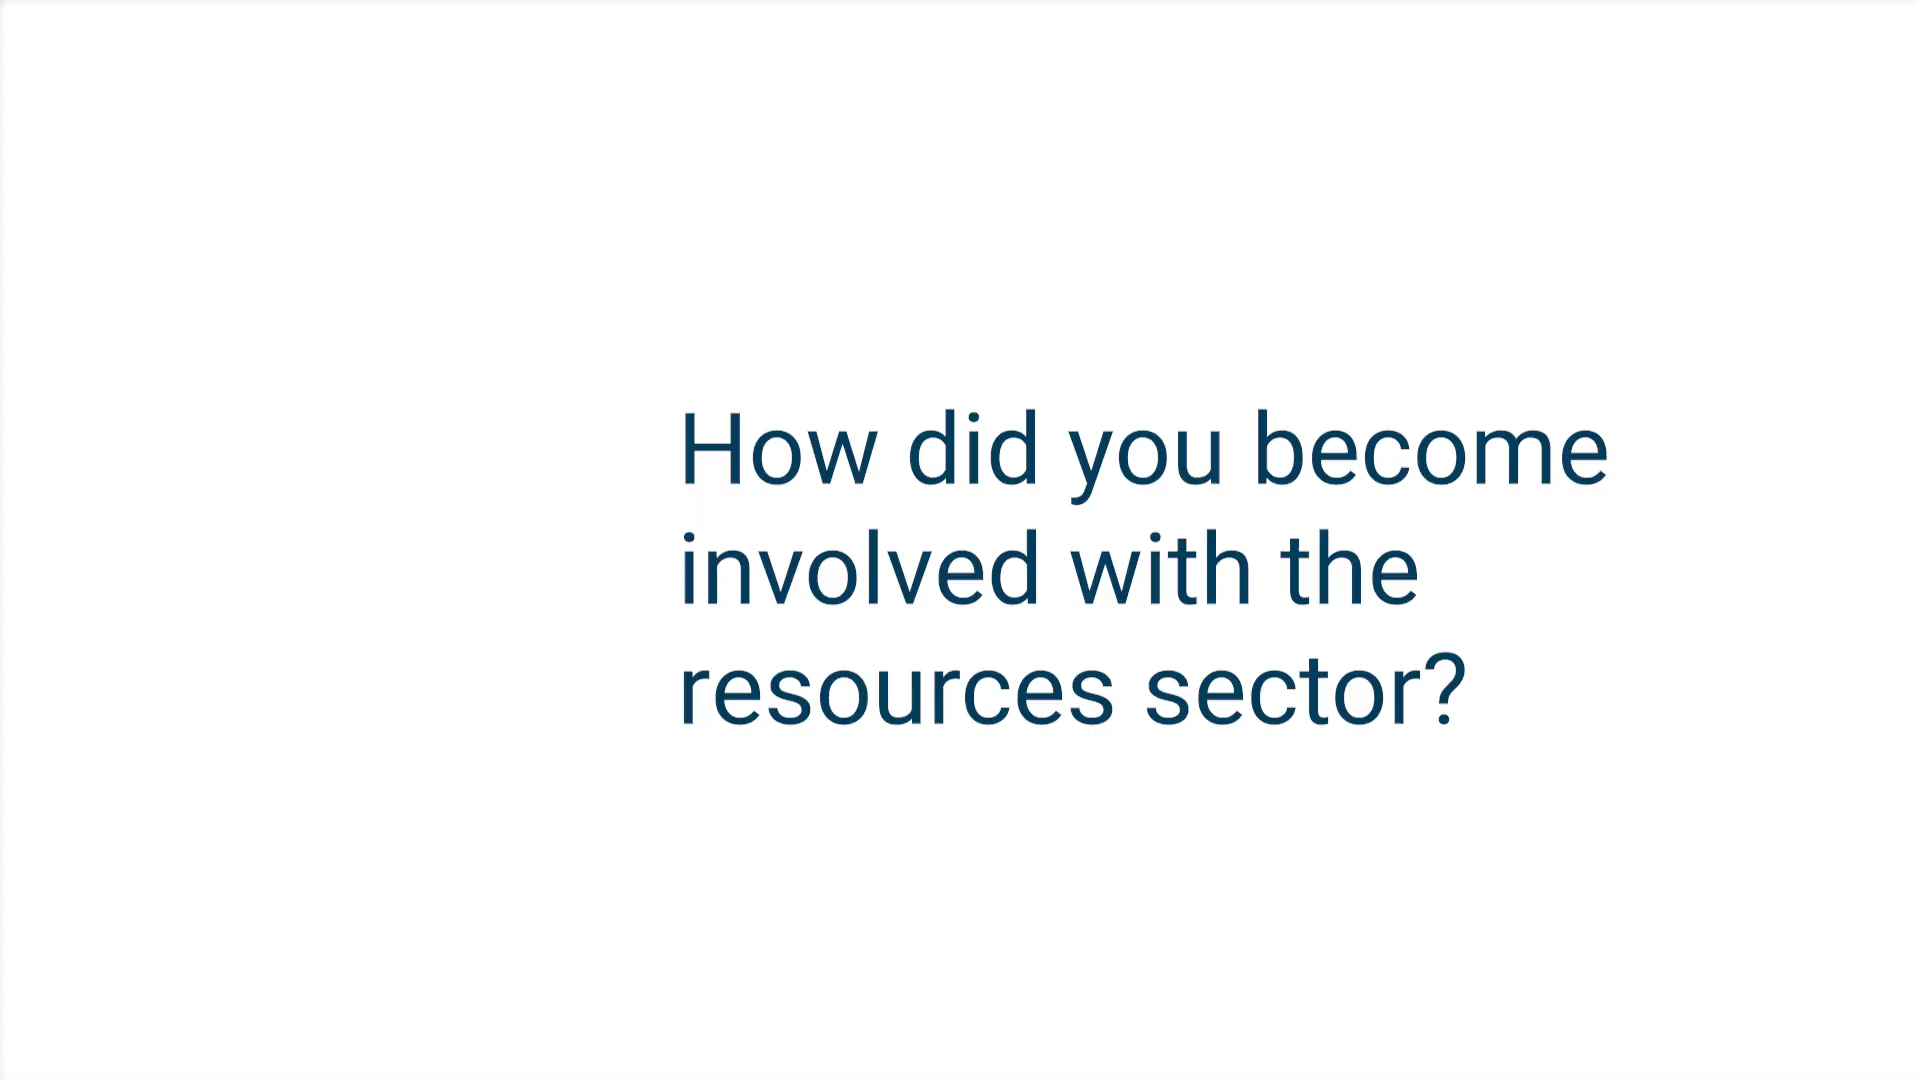 How did you become
involved with the
resources sector?